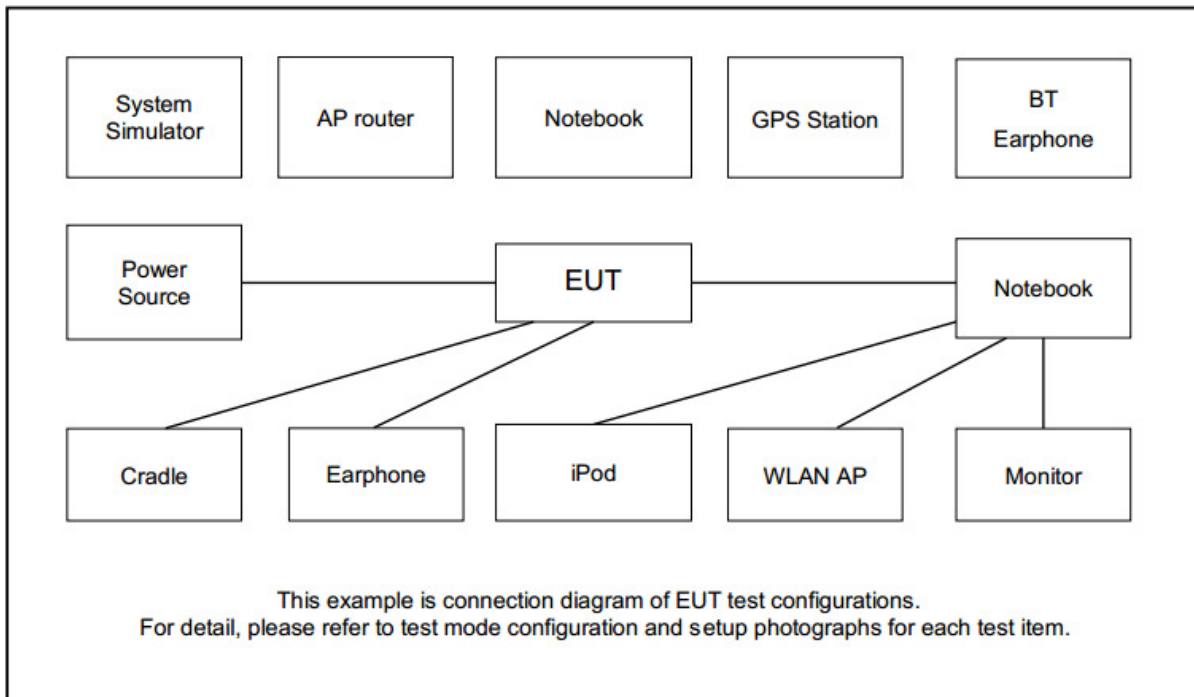 System
Simulator
AP router
Notebook
GPS Station
BT
Earphone
Power
Source
EUT
Notebook
Cradle
Earphone
iPod
WLAN AP
Monitor
This example is connection diagram of EUT test configurations.
For detail, please refer to test mode configuration and setup photographs for each test item.